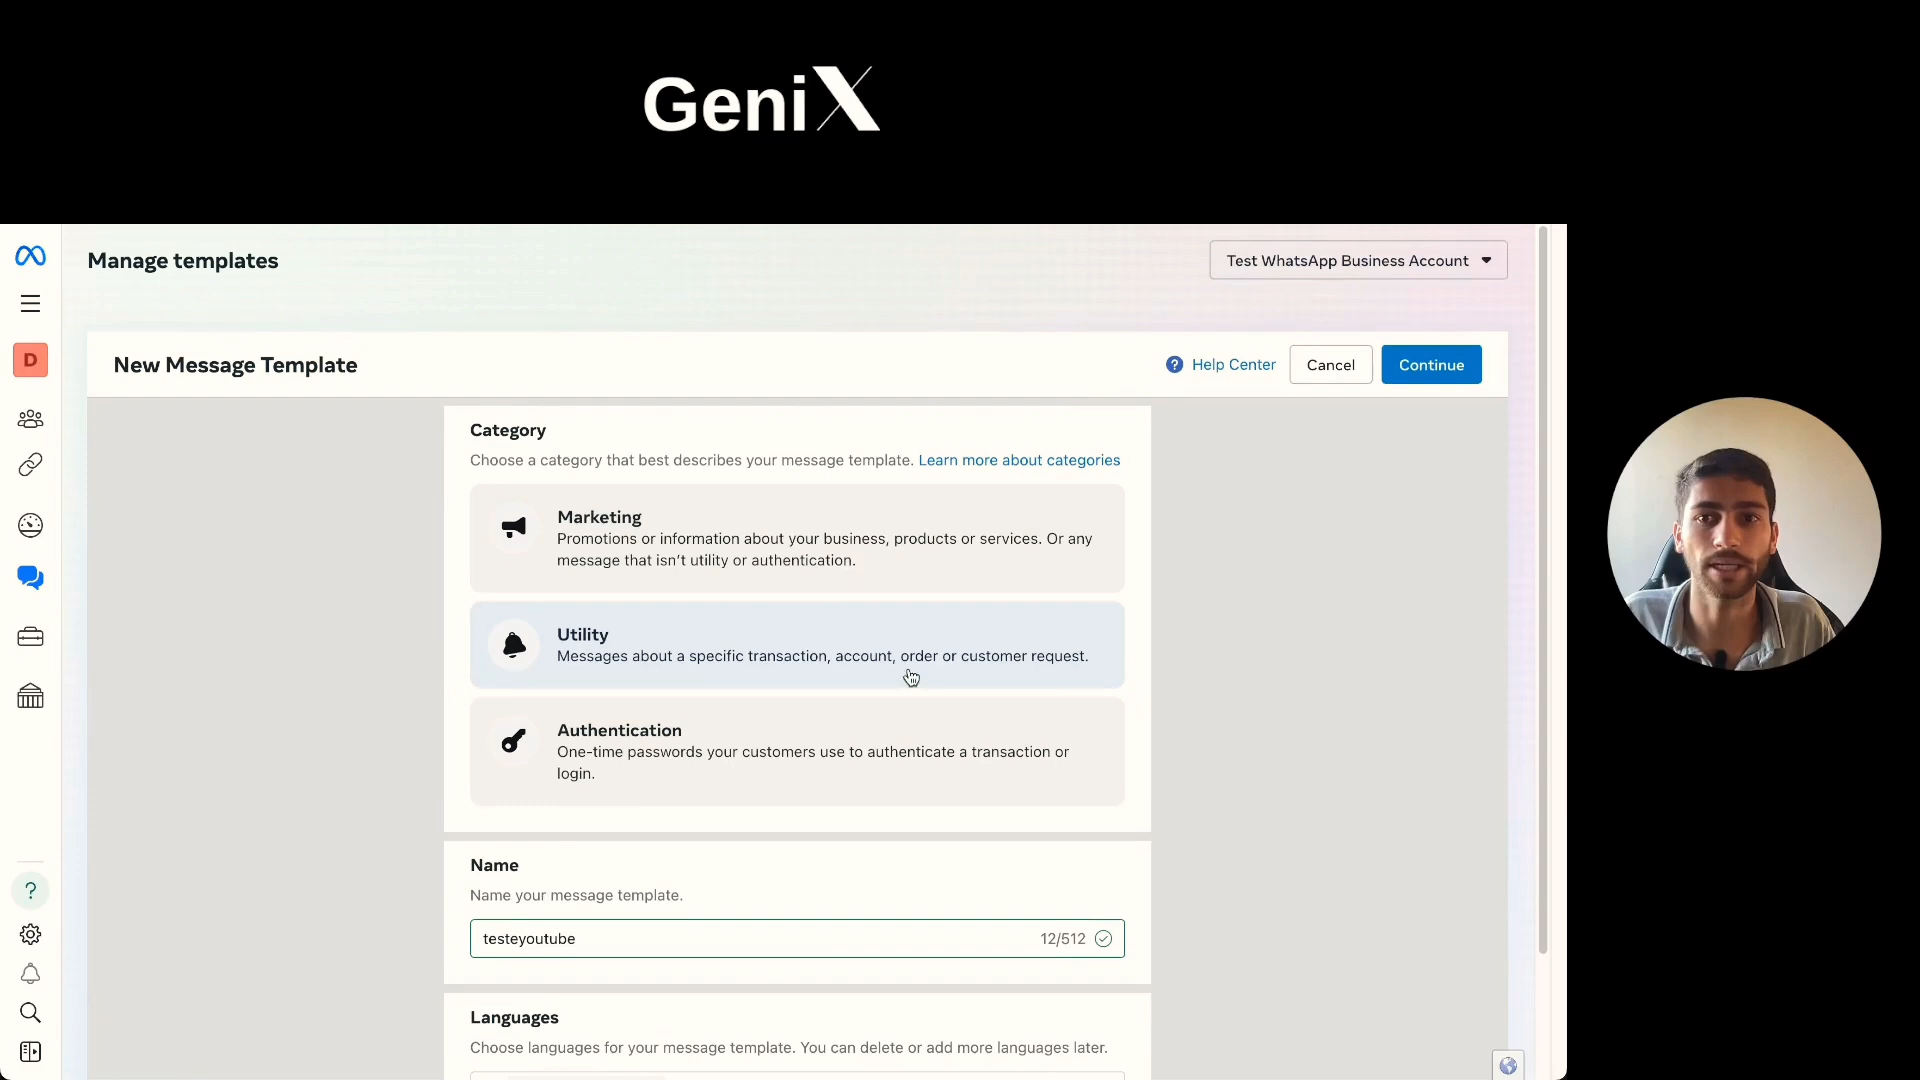 GeniX
Manage templates
Test WhatsApp Business Account
New Message Template
? Help Center
Cancel
Continue
D
Category
Choose a category that best describes your message template. Learn more about categories
Marketing
Promotions or information about your business, products or services. Or any
message that isn’t utility or authentication.
Utility
Messages about a specific transaction, account, order or customer request.
Authentication
One-time passwords your customers use to authenticate a transaction or
login.
Name
Name your message template.
testeyoutube
12/512
?
Languages
Choose languages for your message template. You can delete or add more languages later.